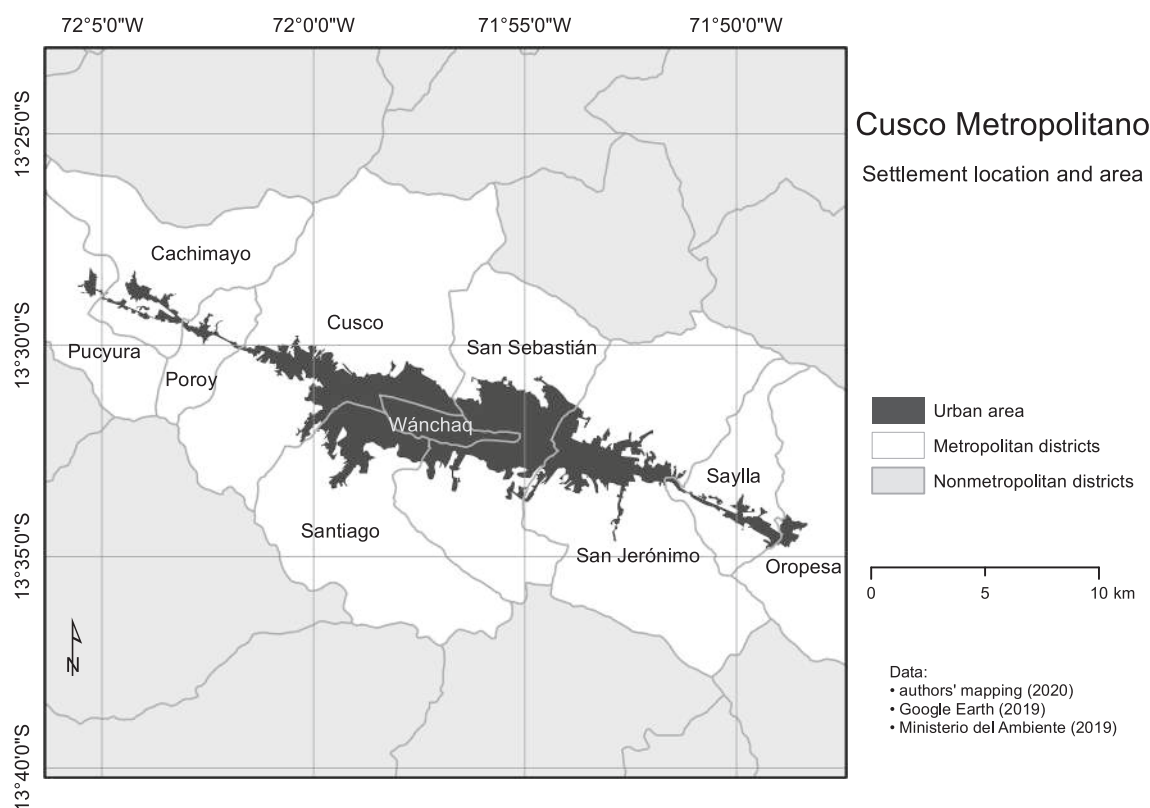 72°5'0"W
72°0'0"W
71°55'0"W
71°50'0"W
13°25'0"S
13°30'0"S
13°35'0"S
13°40'0"S
Cusco Metropolitano
Settlement location and area
Cachimayo
Cusco
San Sebastián
Pucyura
Poroy
Wánchaq
Saylla
Santiago
San Jerónimo
Oropesa
N
Urban area
Metropolitan districts
Nonmetropolitan districts
0 5 10 km
Data:
• authors' mapping (2020)
• Google Earth (2019)
• Ministerio del Ambiente (2019)